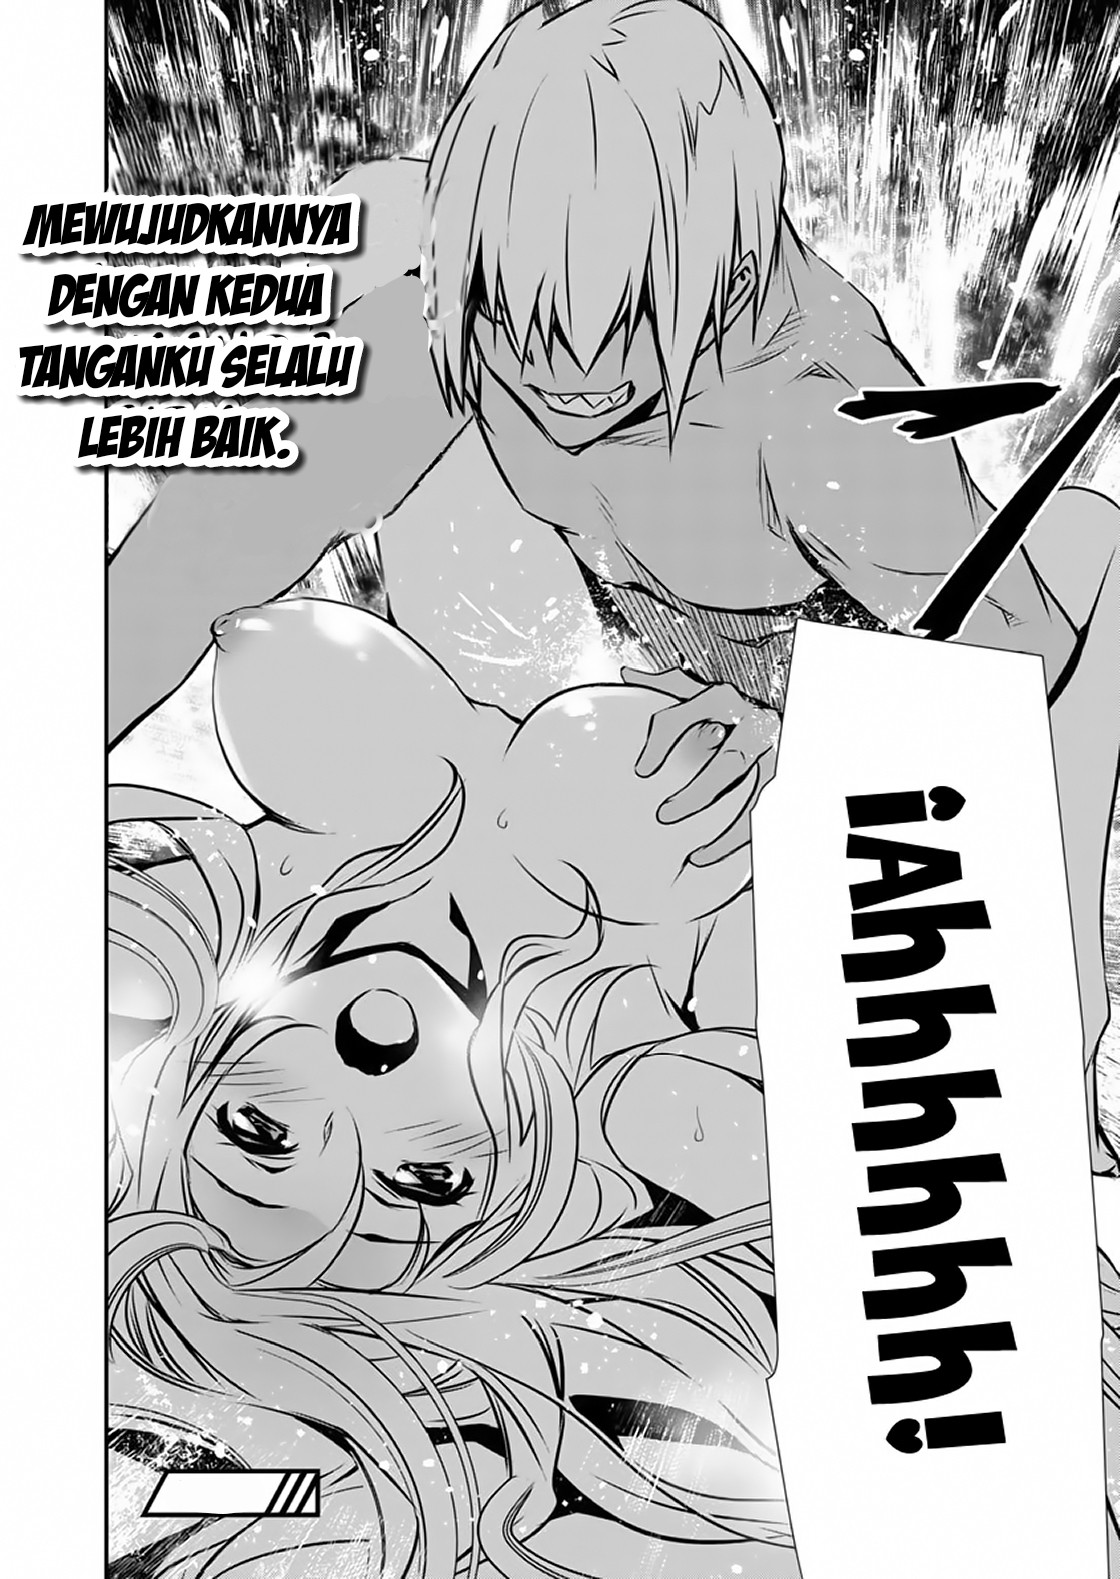 MEWUJUDKANNYA
DENGAN KEDUA
TANGANKU SELALU
LEBIH BAIK.
¡Ahhhhhh!